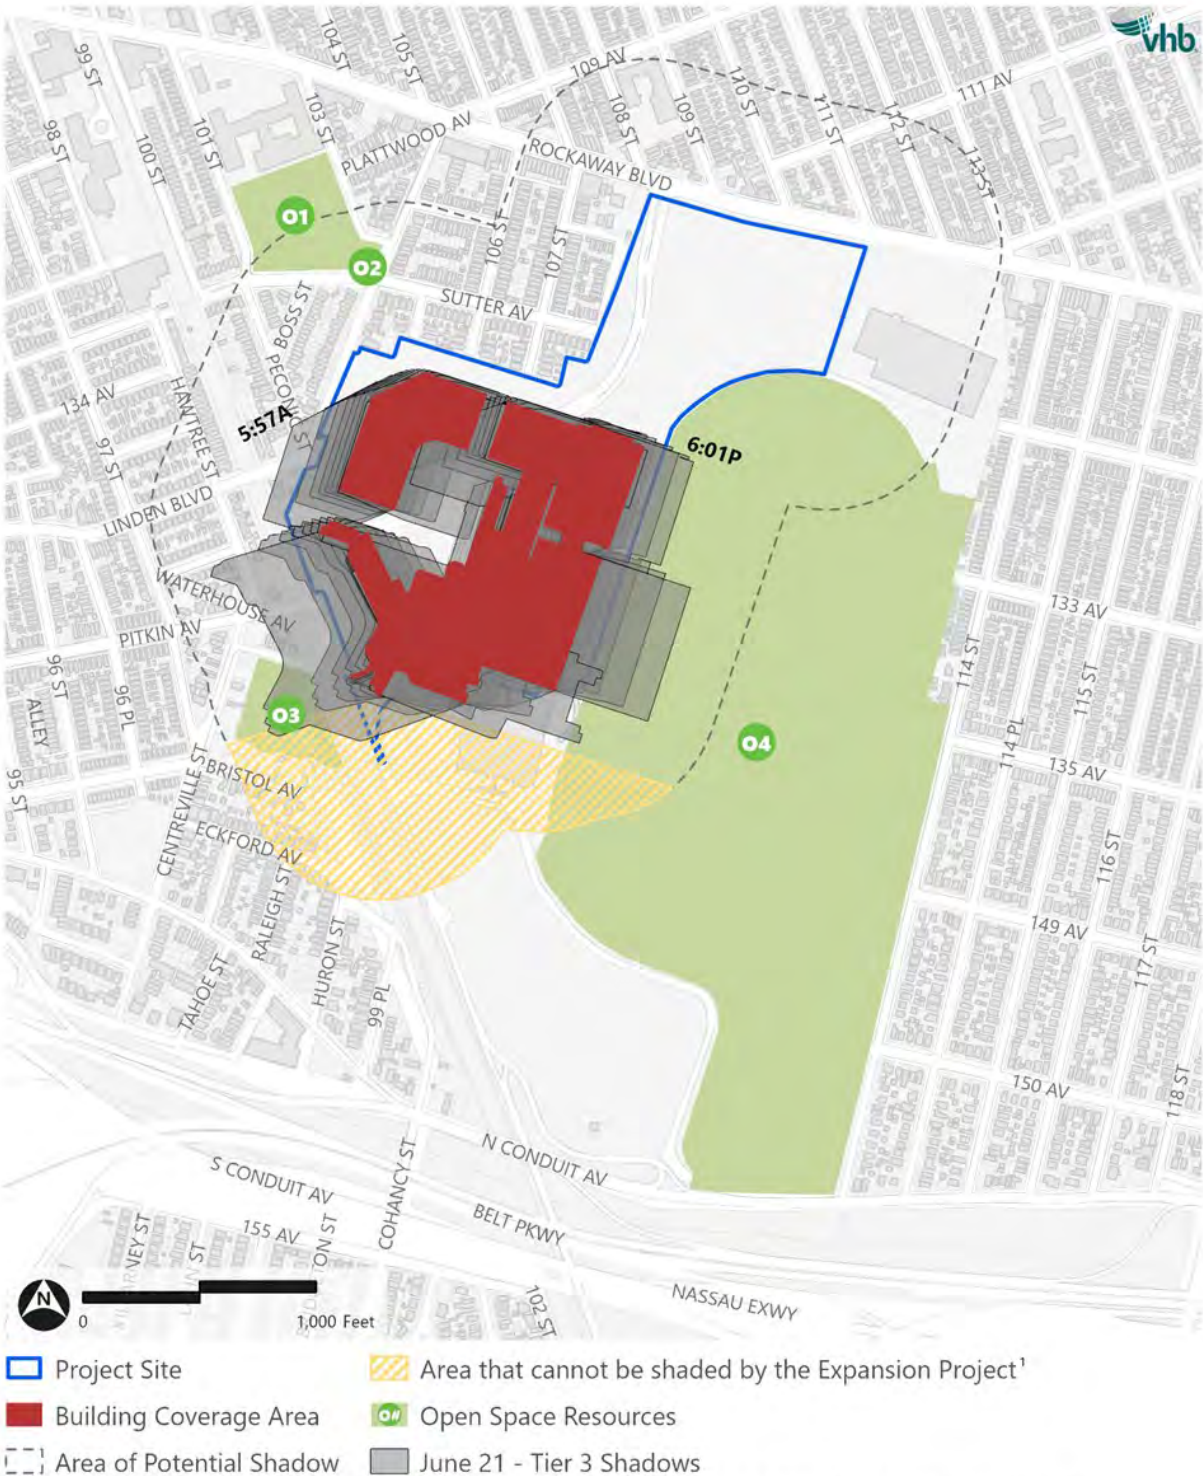 vhb
99 ST
104 ST
105 ST
109 AV
110 ST
111 AV
98 ST
100 ST
101 ST
103 ST
PLATTWOOD AV
108 ST
109 ST
111 ST
112 ST
113 ST
ROCKAWAY BLVD
O1
O2
106 ST
107 ST
SUTTER AV
BOSS ST
PECONIC ST
134 AV
HAWTREE ST
97 ST
5:57A
6:01P
LINDEN BLVD
WATERHOUSE AV
PITKIN AV
133 AV
114 ST
115 ST
96 ST
ALLEY
96 PL
O3
O4
114 PL
95 ST
CENTREVILLE ST
BRISTOL AV
135 AV
ECKFORD AV
RALEIGH ST
116 ST
149 AV
HURON ST
TAHOE ST
99 PL
117 ST
150 AV
118 ST
N CONDUIT AV
S CONDUIT AV
COHANCY ST
BELT PKWY
155 AV
NASSAU EXWY
102 ST
N
0 1,000 Feet
Project Site
Area that cannot be shaded by the Expansion Project¹
Building Coverage Area
O# Open Space Resources
Area of Potential Shadow
June 21 - Tier 3 Shadows